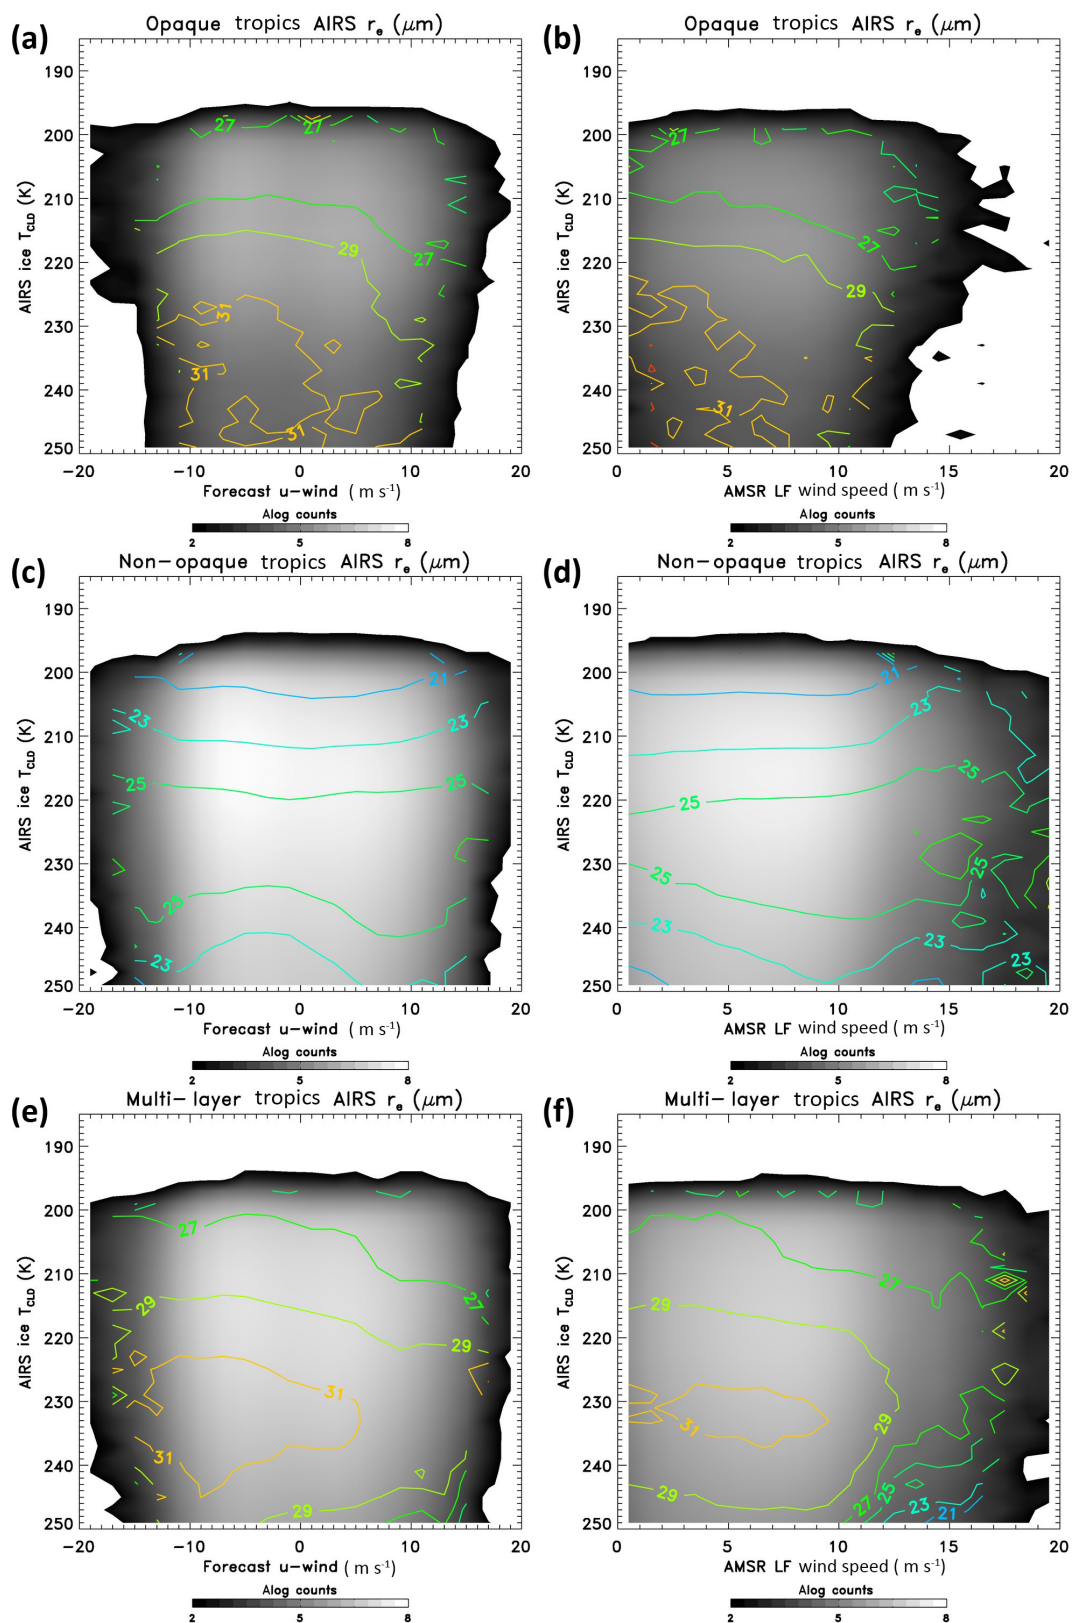 (a) Opaque tropics AIRS rₑ (μm)
190
200
210
220
230
240
250
AIRS ice T_CLD (K)
27
27
27
29
31
31
31
−20 −10 0 10 20
Forecast u−wind ( m s⁻¹)
Alog counts
2 5 8
(b) Opaque tropics AIRS rₑ (μm)
190
200
210
220
230
240
250
AIRS ice T_CLD (K)
27
27
29
31
0 5 10 15 20
AMSR LF wind speed ( m s⁻¹)
Alog counts
2 5 8
(c) Non−opaque tropics AIRS rₑ (μm)
190
200
210
220
230
240
250
AIRS ice T_CLD (K)
21
23
23
25
25
25
23
−20 −10 0 10 20
Forecast u−wind ( m s⁻¹)
Alog counts
2 5 8
(d) Non−opaque tropics AIRS rₑ (μm)
190
200
210
220
230
240
250
AIRS ice T_CLD (K)
21
23
25
25
25
25
23
23
23
0 5 10 15 20
AMSR LF wind speed ( m s⁻¹)
Alog counts
2 5 8
(e) Multi−layer tropics AIRS rₑ (μm)
190
200
210
220
230
240
250
AIRS ice T_CLD (K)
27
27
29
29
31
31
29
−20 −10 0 10 20
Forecast u−wind ( m s⁻¹)
Alog counts
2 5 8
(f) Multi−layer tropics AIRS rₑ (μm)
190
200
210
220
230
240
250
AIRS ice T_CLD (K)
27
29
31
29
29
27
25
23
21
0 5 10 15 20
AMSR LF wind speed ( m s⁻¹)
Alog counts
2 5 8